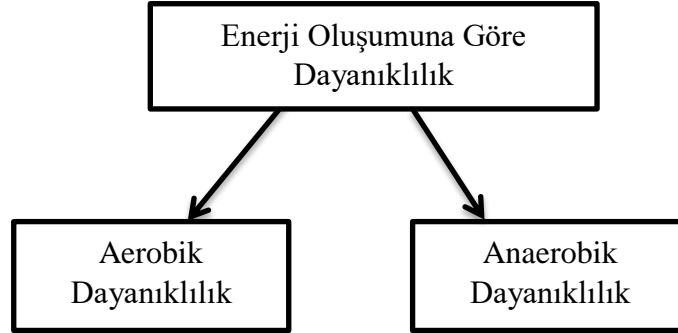 Enerji Oluşumuna Göre
Dayanıklılık
Aerobik
Dayanıklılık
Anaerobik
Dayanıklılık